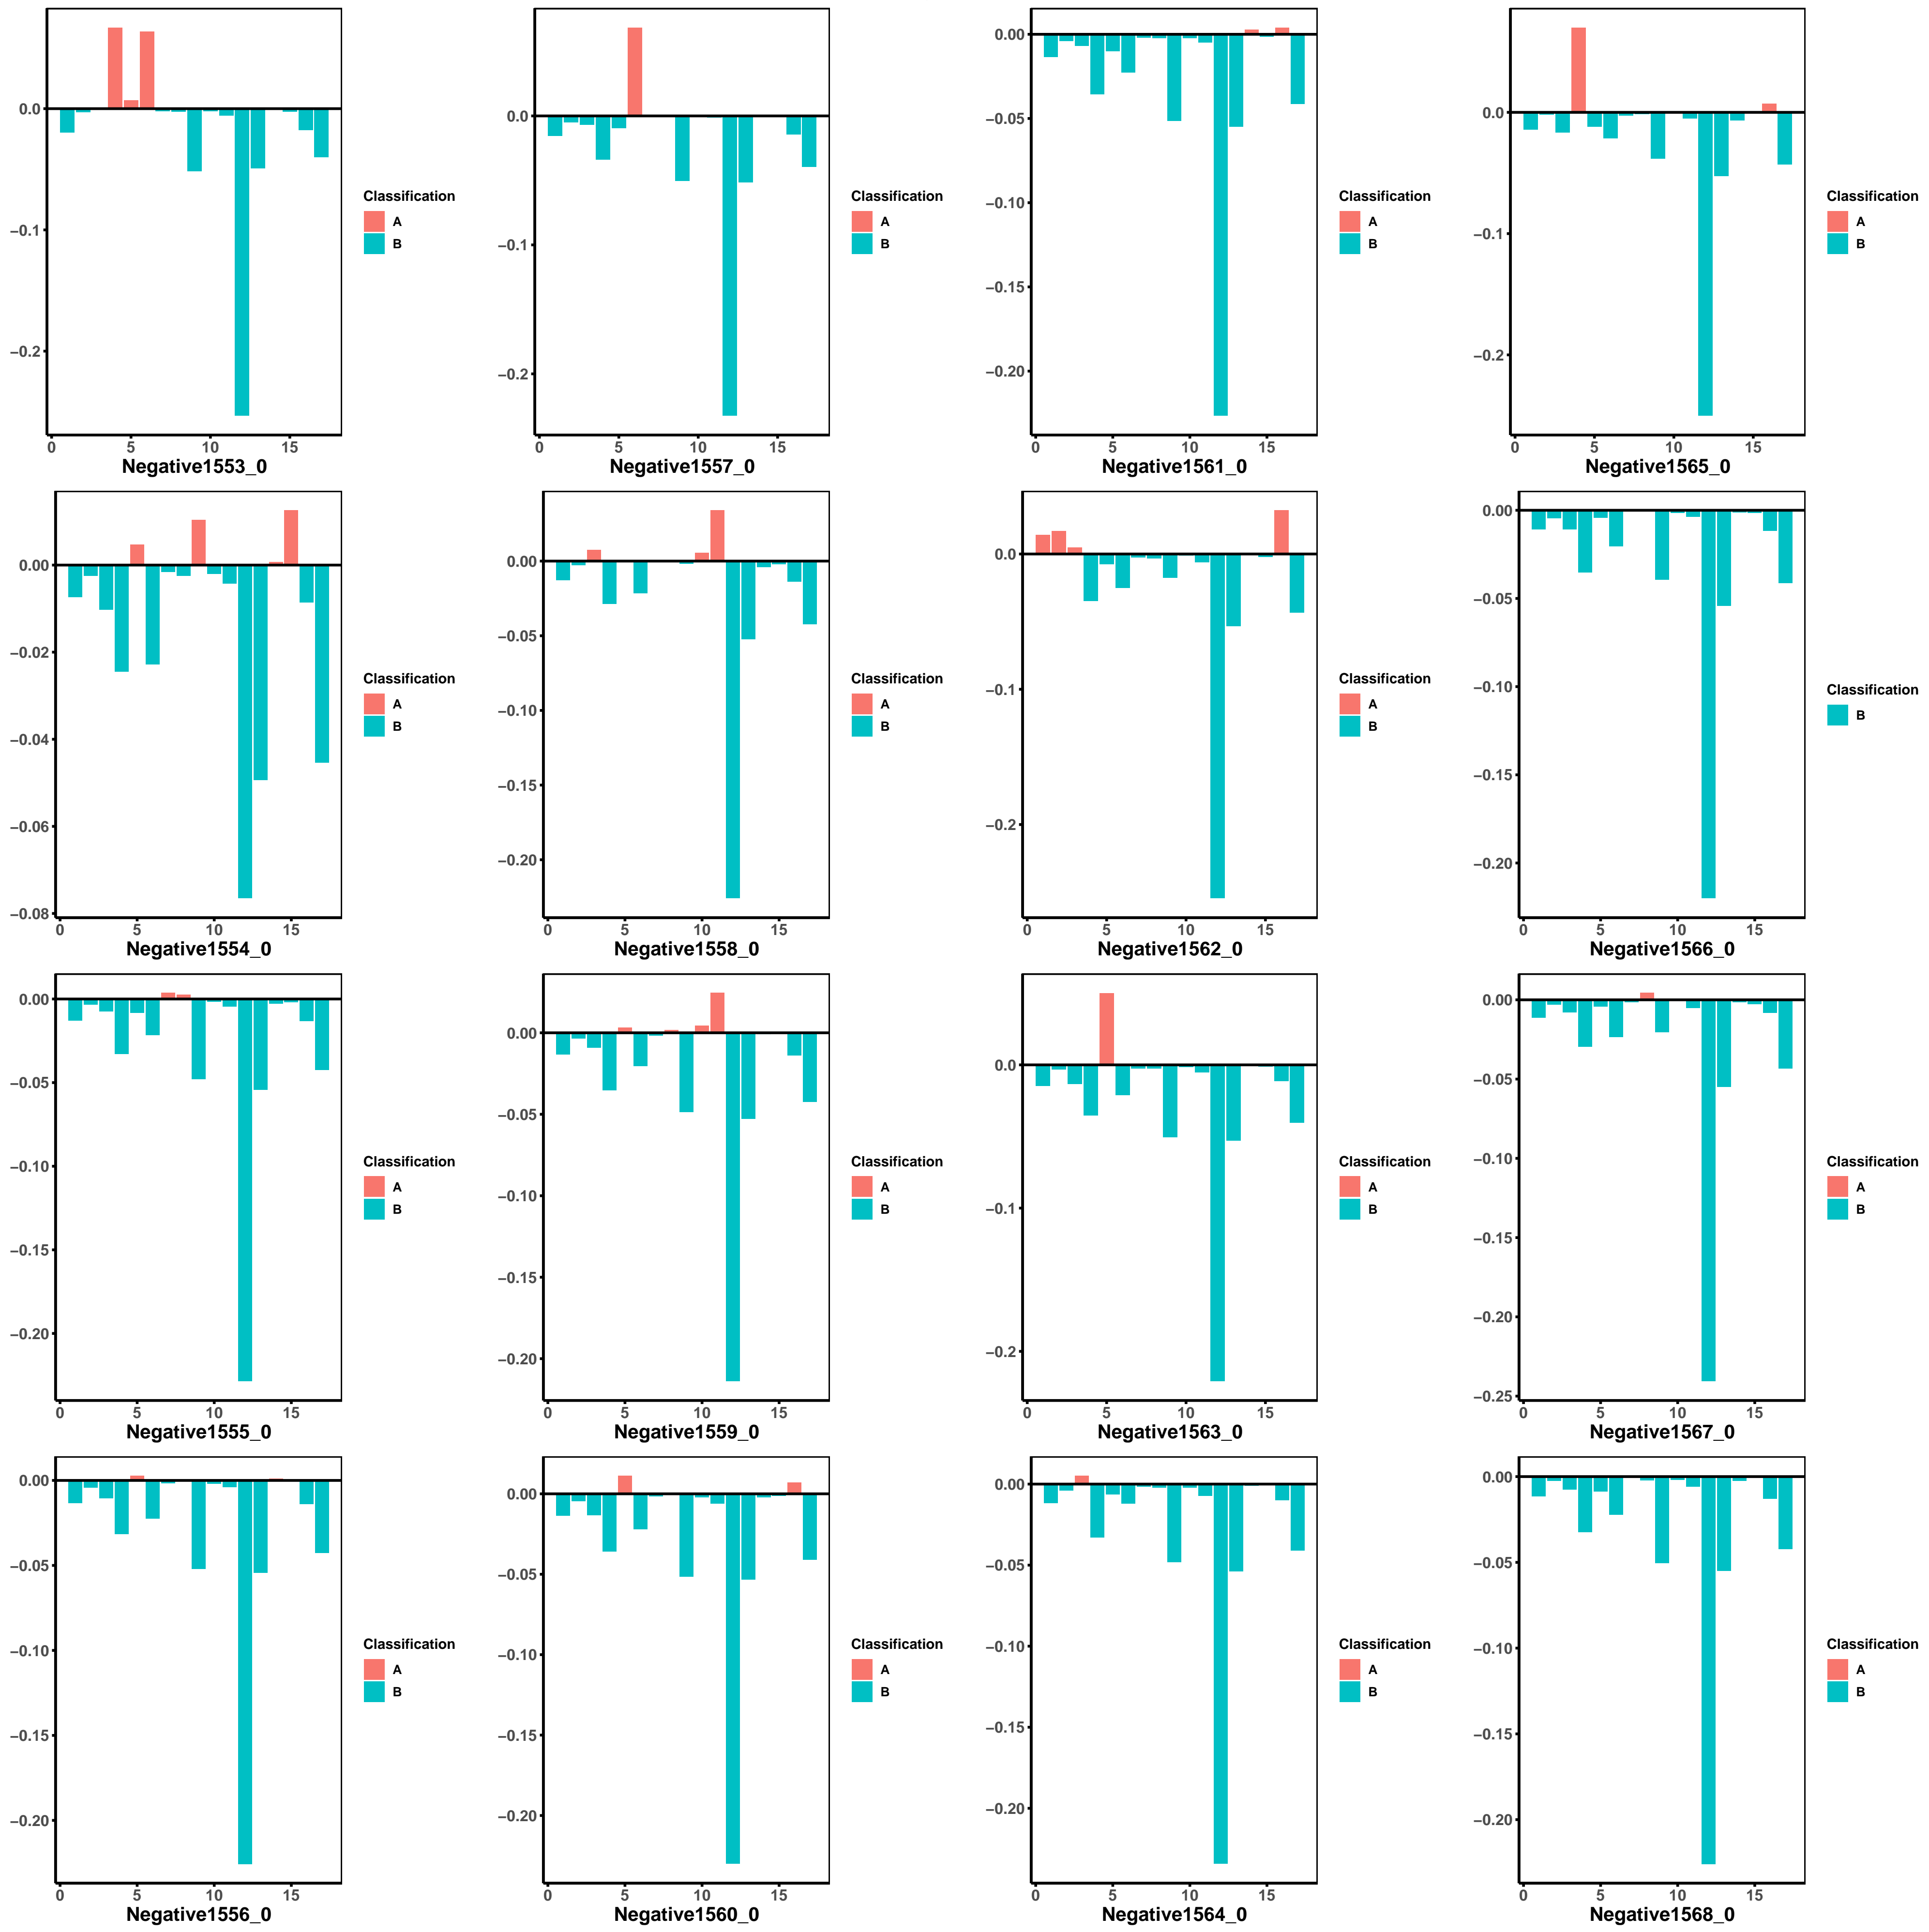 0.0
−0.1
−0.2
0 5 10 15
Negative1553_0
Classification
A
B
0.0
−0.1
−0.2
0 5 10 15
Negative1557_0
Classification
A
B
0.00
−0.05
−0.10
−0.15
−0.20
0 5 10 15
Negative1561_0
Classification
A
B
0.0
−0.1
−0.2
0 5 10 15
Negative1565_0
Classification
A
B
0.00
−0.02
−0.04
−0.06
−0.08
0 5 10 15
Negative1554_0
Classification
A
B
0.00
−0.05
−0.10
−0.15
−0.20
0 5 10 15
Negative1558_0
Classification
A
B
0.0
−0.1
−0.2
0 5 10 15
Negative1562_0
Classification
A
B
0.00
−0.05
−0.10
−0.15
−0.20
0 5 10 15
Negative1566_0
Classification
B
0.00
−0.05
−0.10
−0.15
−0.20
0 5 10 15
Negative1555_0
Classification
A
B
0.00
−0.05
−0.10
−0.15
−0.20
0 5 10 15
Negative1559_0
Classification
A
B
0.0
−0.1
−0.2
0 5 10 15
Negative1563_0
Classification
A
B
0.00
−0.05
−0.10
−0.15
−0.20
−0.25
0 5 10 15
Negative1567_0
Classification
A
B
0.00
−0.05
−0.10
−0.15
−0.20
0 5 10 15
Negative1556_0
Classification
A
B
0.00
−0.05
−0.10
−0.15
−0.20
0 5 10 15
Negative1560_0
Classification
A
B
0.00
−0.05
−0.10
−0.15
−0.20
0 5 10 15
Negative1564_0
Classification
A
B
0.00
−0.05
−0.10
−0.15
−0.20
0 5 10 15
Negative1568_0
Classification
A
B